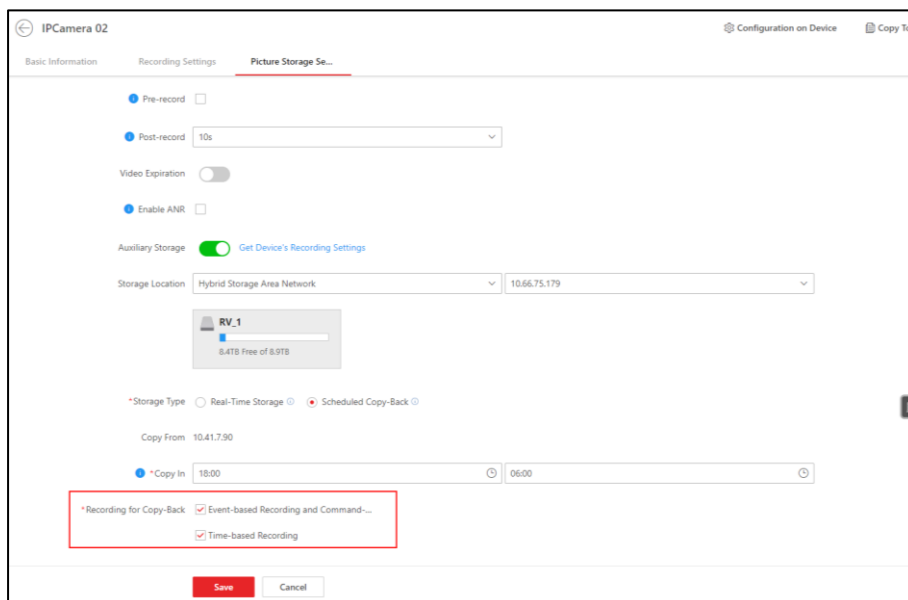 IPCamera 02
Configuration on Device
Copy To
Basic Information
Recording Settings
Picture Storage Se...
Pre-record
Post-record 10s
Video Expiration
Enable ANR
Auxiliary Storage Get Device's Recording Settings
Storage Location Hybrid Storage Area Network 10.66.75.179
RV_1
8.4TB Free of 8.9TB
*Storage Type Real-Time Storage Scheduled Copy-Back
Copy From 10.41.7.90
*Copy In 18:00 06:00
*Recording for Copy-Back Event-based Recording and Command-...
Time-based Recording
Save Cancel